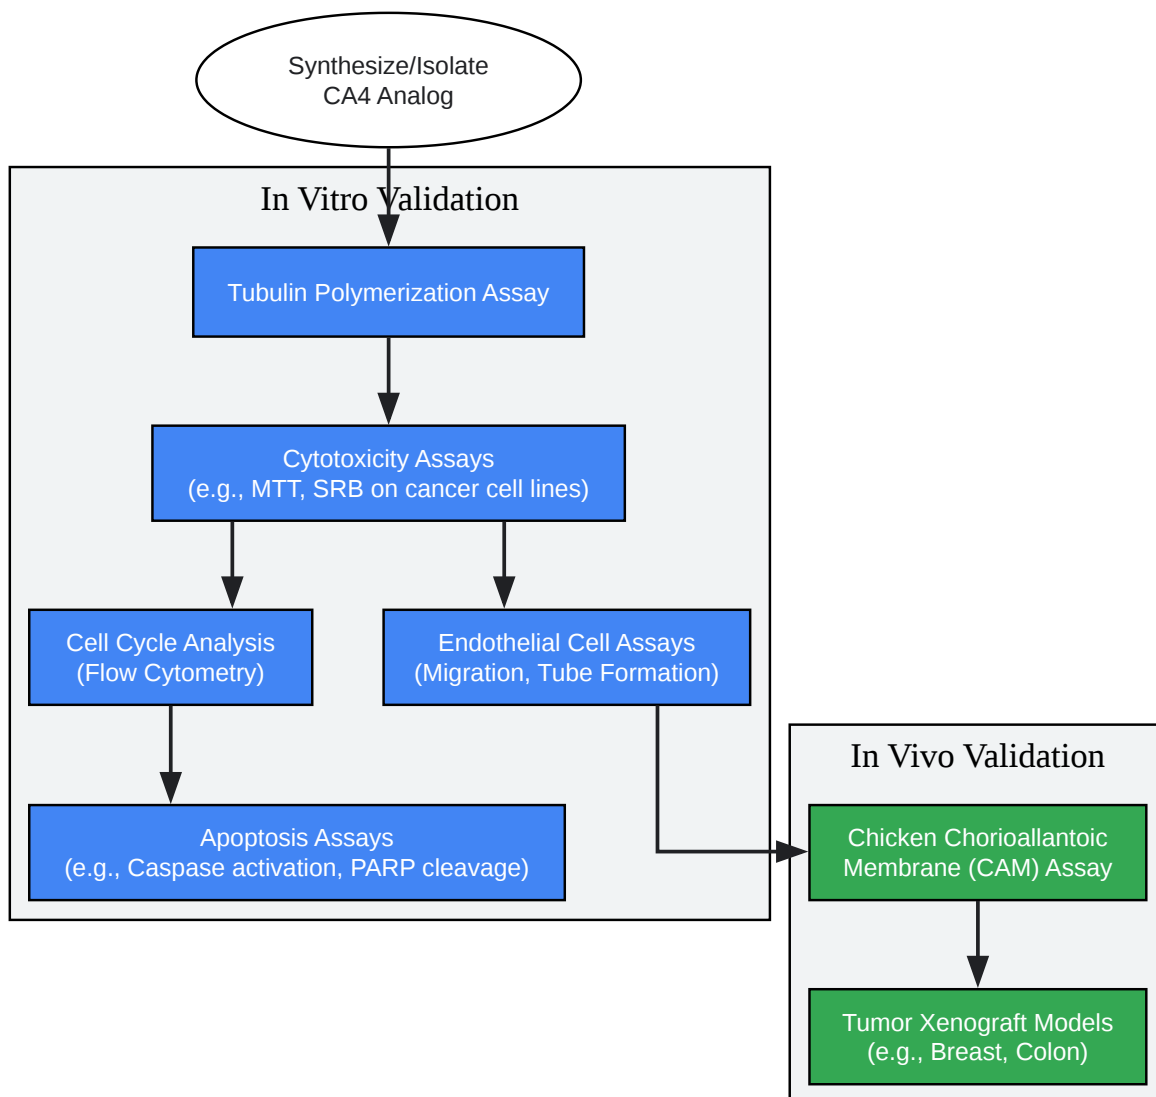 Synthesize/Isolate
CA4 Analog
In Vitro Validation
Tubulin Polymerization Assay
Cytotoxicity Assays
(e.g., MTT, SRB on cancer cell lines)
Cell Cycle Analysis
(Flow Cytometry)
Endothelial Cell Assays
(Migration, Tube Formation)
Apoptosis Assays
(e.g., Caspase activation, PARP cleavage)
In Vivo Validation
Chicken Chorioallantoic
Membrane (CAM) Assay
Tumor Xenograft Models
(e.g., Breast, Colon)